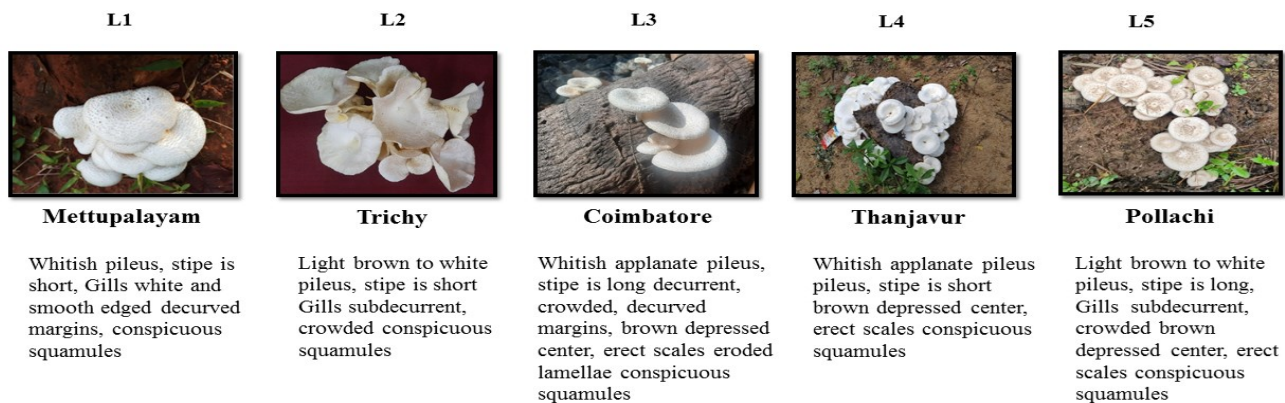 L1
L2
L3
L4
L5
Mettupalayam
Trichy
Coimbatore
Thanjavur
Pollachi
Whitish pileus, stipe is
short, Gills white and
smooth edged decurved
margins, conspicuous
squamules
Light brown to white
pileus, stipe is short
Gills subdecurrent,
crowded conspicuous
squamules
Whitish applanate pileus,
stipe is long decurrent,
crowded, decurved
margins, brown depressed
center, erect scales eroded
lamellae conspicuous
squamules
Whitish applanate pileus
pileus, stipe is short
brown depressed center,
erect scales conspicuous
squamules
Light brown to white
pileus, stipe is long,
Gills subdecurrent,
crowded brown
depressed center, erect
scales conspicuous
squamules